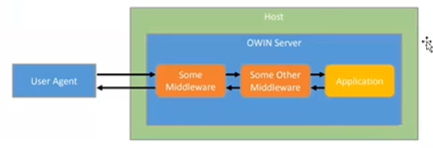 Host
OWIN Server
User Agent
Some
Middleware
Some Other
Middleware
Application